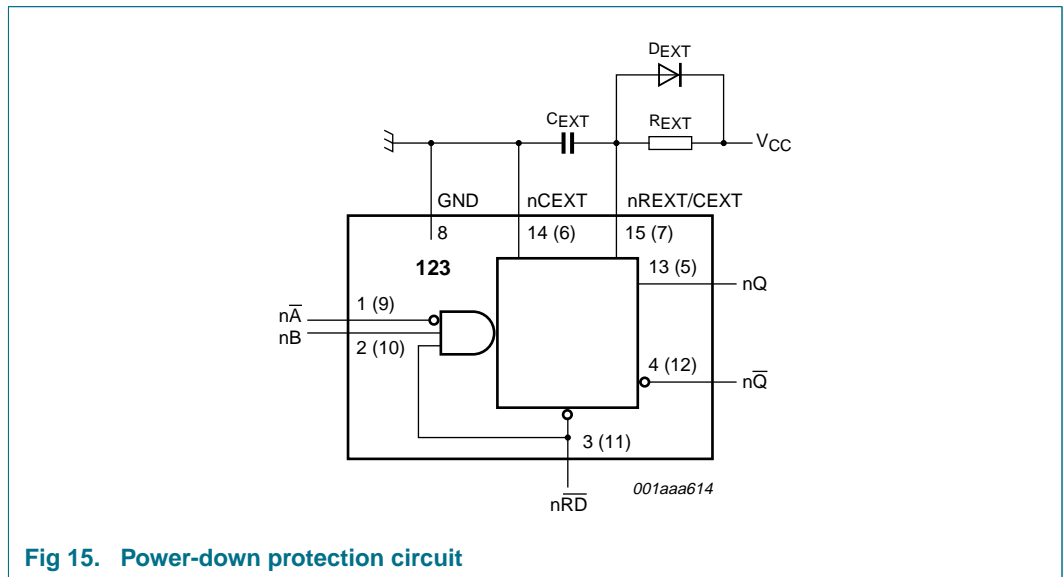 DEXT
CEXT
REXT
VCC
GND
nCEXT
nREXT/CEXT
8
14 (6)
15 (7)
123
13 (5)
nQ
1 (9)
nA̅
nB
2 (10)
4 (12)
nQ̅
3 (11)
001aaa614
nR̅D̅
Fig 15. Power-down protection circuit